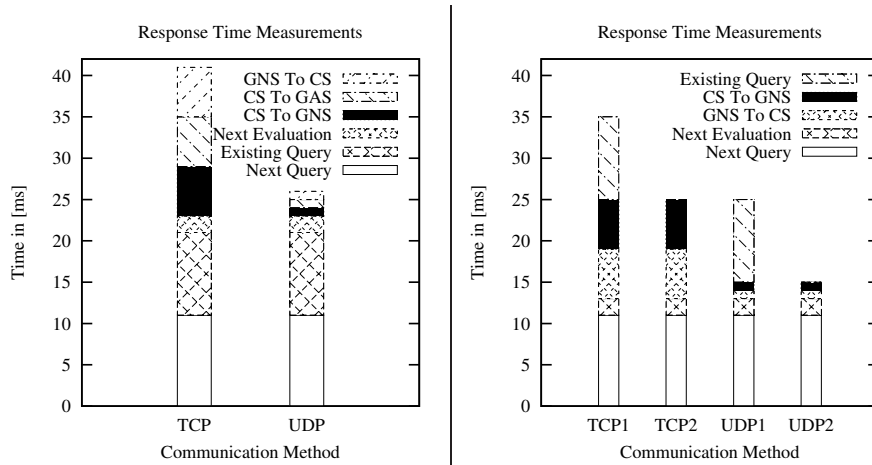 Response Time Measurements
Time in [ms]
40
35
30
25
20
15
10
5
0
GNS To CS
CS To GAS
CS To GNS
Next Evaluation
Existing Query
Next Query
TCP UDP
Communication Method
Response Time Measurements
Time in [ms]
40
35
30
25
20
15
10
5
0
Existing Query
CS To GNS
GNS To CS
Next Evaluation
Next Query
TCP1 TCP2 UDP1 UDP2
Communication Method